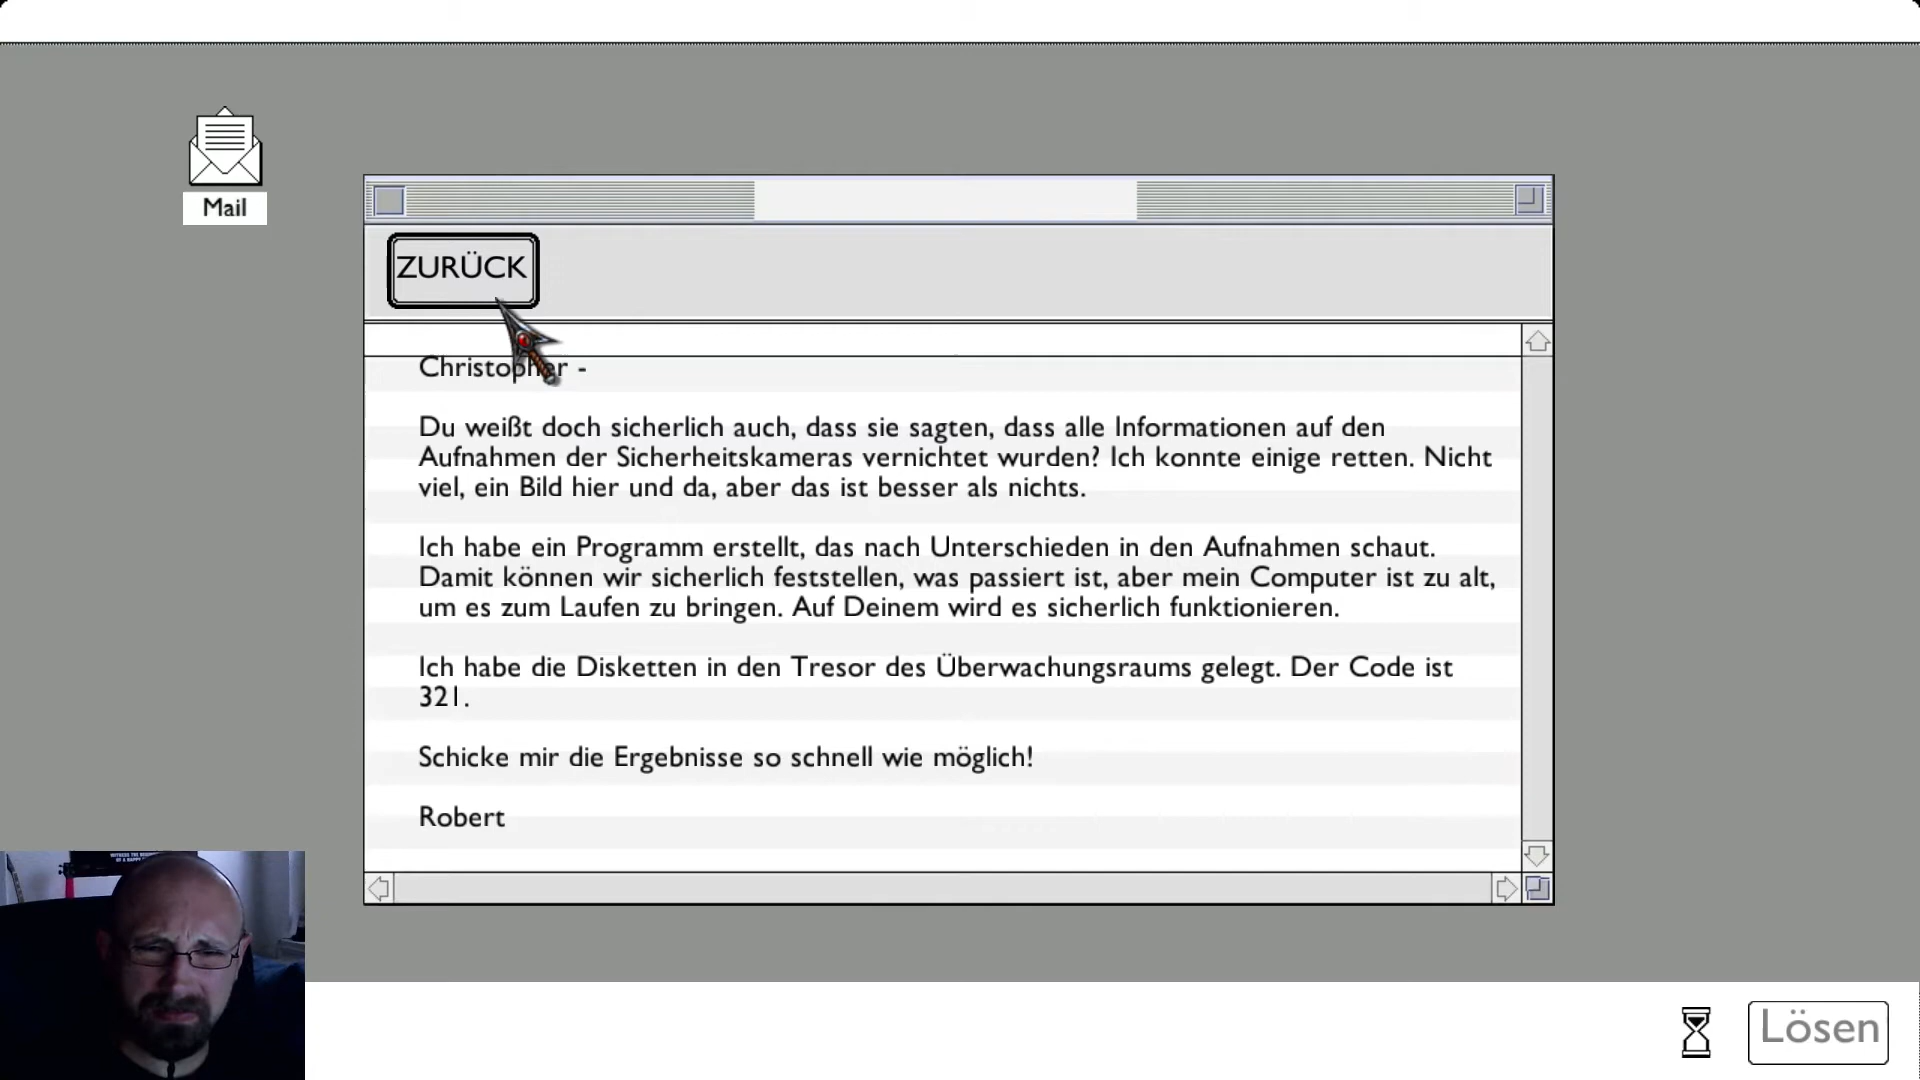 Mail
ZURÜCK
Christopher -
Du weißt doch sicherlich auch, dass sie sagten, dass alle Informationen auf den
Aufnahmen der Sicherheitskameras vernichtet wurden? Ich konnte einige retten. Nicht
viel, ein Bild hier und da, aber das ist besser als nichts.
Ich habe ein Programm erstellt, das nach Unterschieden in den Aufnahmen schaut.
Damit können wir sicherlich feststellen, was passiert ist, aber mein Computer ist zu alt,
um es zum Laufen zu bringen. Auf Deinem wird es sicherlich funktionieren.
Ich habe die Disketten in den Tresor des Überwachungsraums gelegt. Der Code ist
321.
Schicke mir die Ergebnisse so schnell wie möglich!
Robert
Lösen